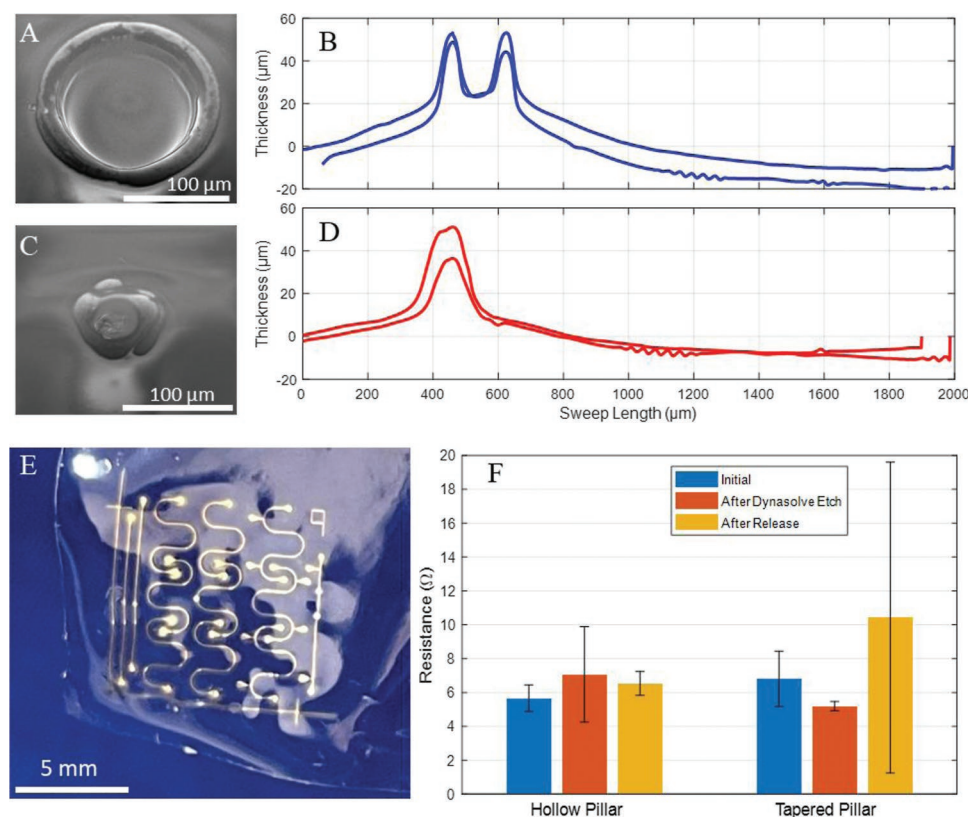 A
100 µm
B
Thickness (µm)
60
40
20
0
-20
C
100 µm
D
Thickness (µm)
60
40
20
0
-20
0
200
400
600
800
1000
1200
1400
1600
1800
2000
Sweep Length (µm)
E
5 mm
F
Resistance (Ω)
20
18
16
14
12
10
8
6
4
2
0
Initial
After Dynasolve Etch
After Release
Hollow Pillar
Tapered Pillar